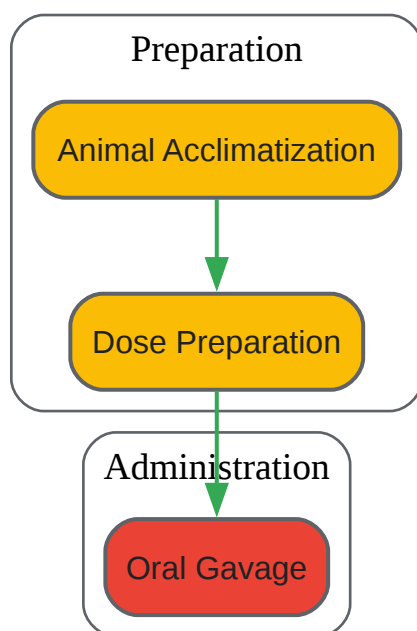 Preparation
Animal Acclimatization
Dose Preparation
Administration
Oral Gavage